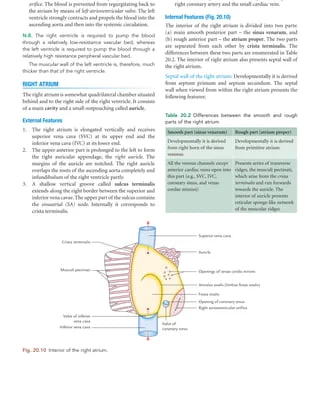 orifice. The blood is prevented from regurgitating back to
the atrium by means of left atrioventricular valve. The left
ventricle strongly contracts and propels the blood into the
ascending aorta and then into the systemic circulation.
N.B. The right ventricle is required to pump the blood
through a relatively low-resistance vascular bed, whereas
the left ventricle is required to pump the blood through a
relatively high resistance peripheral vascular bed.
The muscular wall of the left ventricle is, therefore, much
thicker than that of the right ventricle.
RIGHT ATRIUM
The right atrium is somewhat quadrilateral chamber situated
behind and to the right side of the right ventricle. It consists
of a main cavity and a small outpouching called auricle.
External Features
1. The right atrium is elongated vertically and receives
superior vena cava (SVC) at its upper end and the
inferior vena cava (IVC) at its lower end.
2. The upper anterior part is prolonged to the left to form
the right atrial appendage, the right auricle. The
margins of the auricle are notched. The right auricle
overlaps the roots of the ascending aorta completely and
infundibulum of the right ventricle partly.
3. A shallow vertical groove called sulcus terminalis
extends along the right border between the superior and
inferior vena cavae. The upper part of the sulcus contains
the sinuatrial (SA) node. Internally it corresponds to
crista terminalis.
right coronary artery and the small cardiac vein.
Internal Features (Fig. 20.10)
The interior of the right atrium is divided into two parts:
(a) main smooth posterior part – the sinus venarum, and
(b) rough anterior part – the atrium proper. The two parts
are separated from each other by crista terminalis. The
differences between these two parts are enumerated in Table
20.2. The interior of right atrium also presents septal wall of
the right atrium.
Septal wall of the right atrium: Developmentally it is derived
from septum primum and septum secundum. The septal
wall when viewed from within the right atrium presents the
following features:
Table 20.2 Differences between the smooth and rough
parts of the right atrium
Smooth part (sinus venarum) Rough part (atrium proper)
Developmentally it is derived
from right horn of the sinus
venosus
Developmentally it is derived
from primitive atrium
All the venous channels except
anterior cardiac veins open into
this part (e.g., SVC, IVC,
coronary sinus, and venae
cordae minimi)
Presents series of transverse
ridges, the musculi pectinati,
which arise from the crista
terminalis and run forwards
towards the auricle. The
interior of auricle presents
reticular sponge-like network
of the muscular ridges
Superior vena cava
Crista terminalis
Auricle
Musculi pectinati
Openings of venae cordis minimi
Annulus ovalis (limbus fossa ovalis)
Fossa ovalis
Opening of coronary sinus
Right atrioventricular orifice
Valve of inferior
vena cava
Inferior vena cava
Valve of
coronary sinus
Fig. 20.10 Interior of the right atrium.